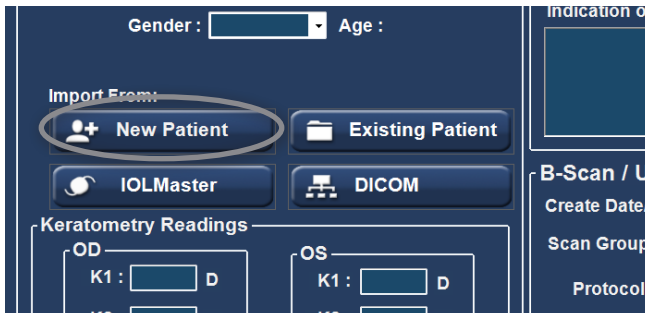 Gender : Age :
Indication o
Import From:
New Patient Existing Patient
IOLMaster DICOM
B-Scan / U
Create Date
Scan Group
Protocol
Keratometry Readings
OD OS
K1 : D K1 : D